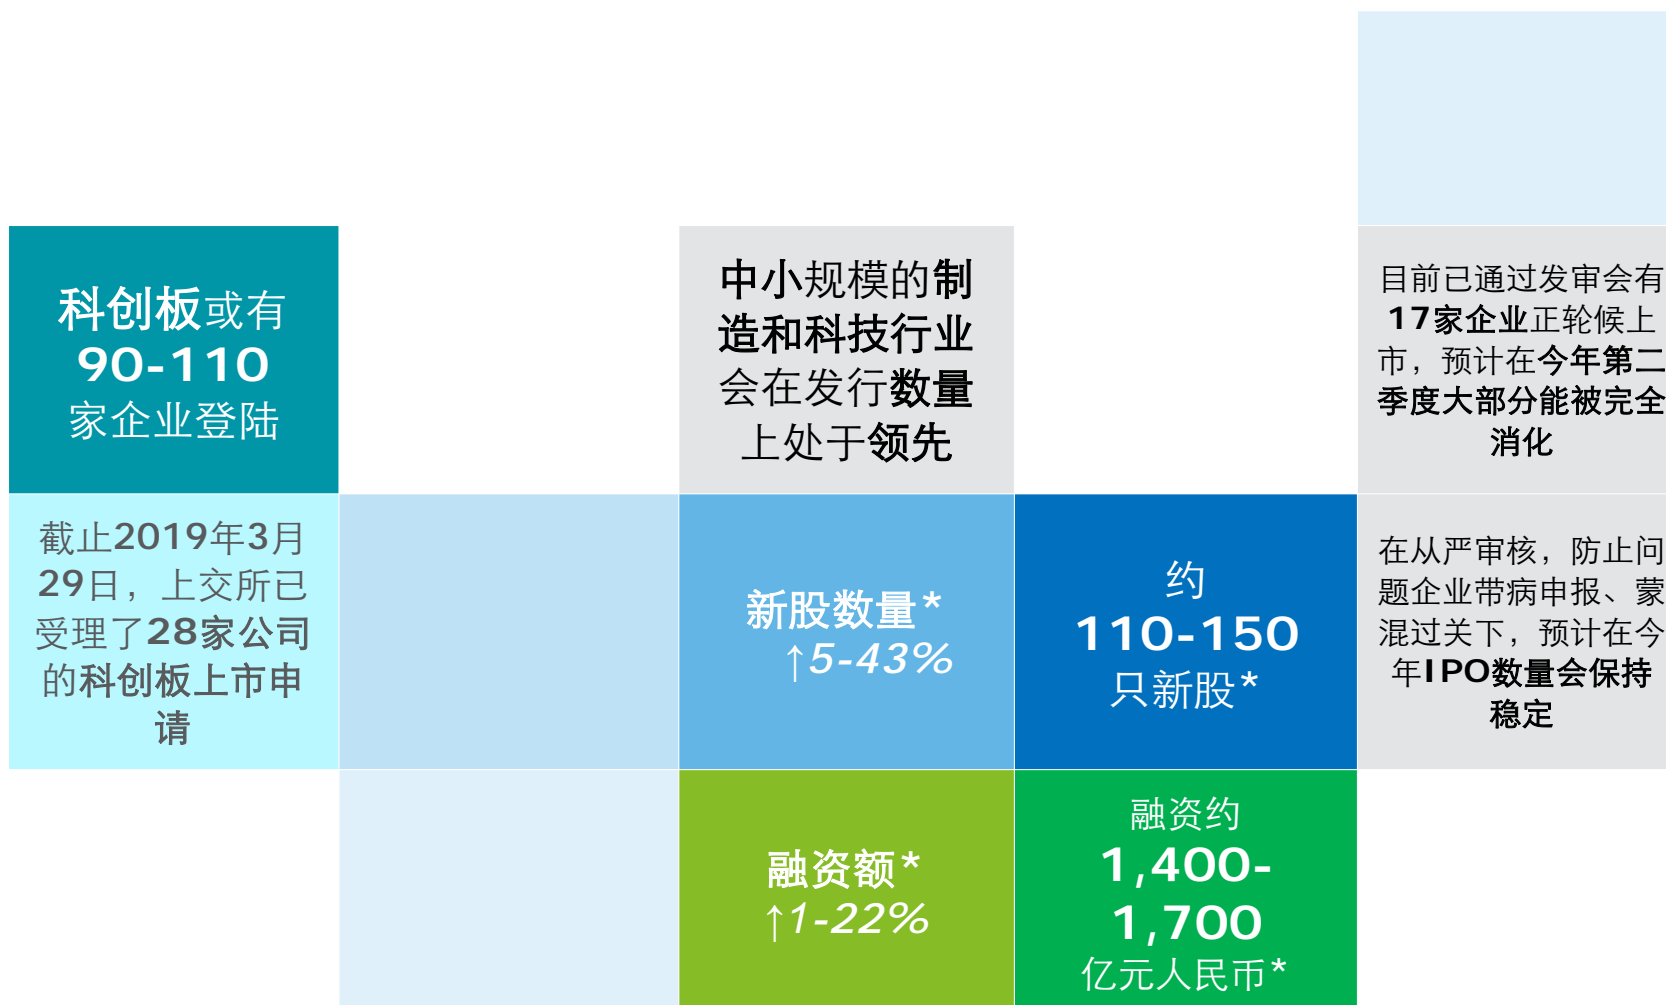 科创板或有
90-110
家企业登陆
中小规模的制
造和科技行业
会在发行数量
上处于领先
目前已通过发审会有
17家企业正轮候上
市，预计在今年第二
季度大部分能被完全
消化
截止2019年3月
29日，上交所已
受理了28家公司
的科创板上市申
请
新股数量*
↑5-43%
约
110-150
只新股*
在从严审核，防止问
题企业带病申报、蒙
混过关下，预计在今
年IPO数量会保持
稳定
融资额*
↑1-22%
融资约
1,400-
1,700
亿元人民币*